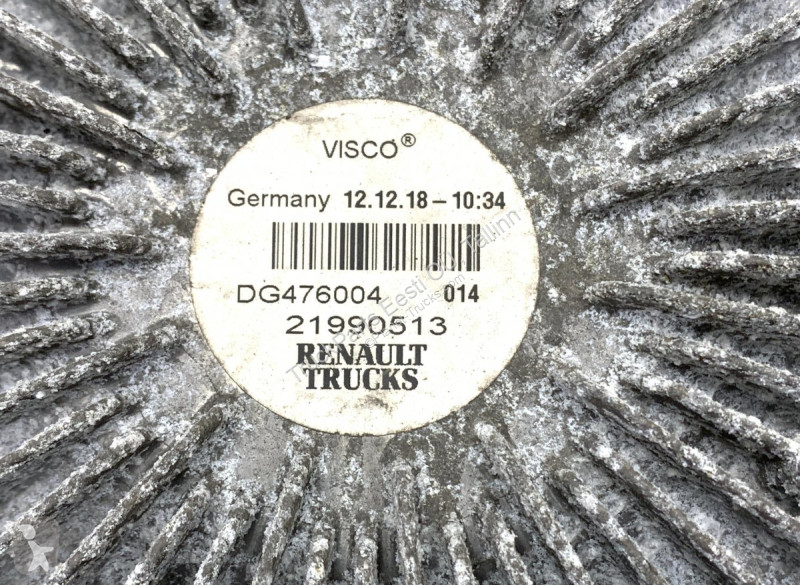 VISCO®
Germany 12.12.18 – 10:34
DG476004 014
21990513
RENAULT
TRUCKS